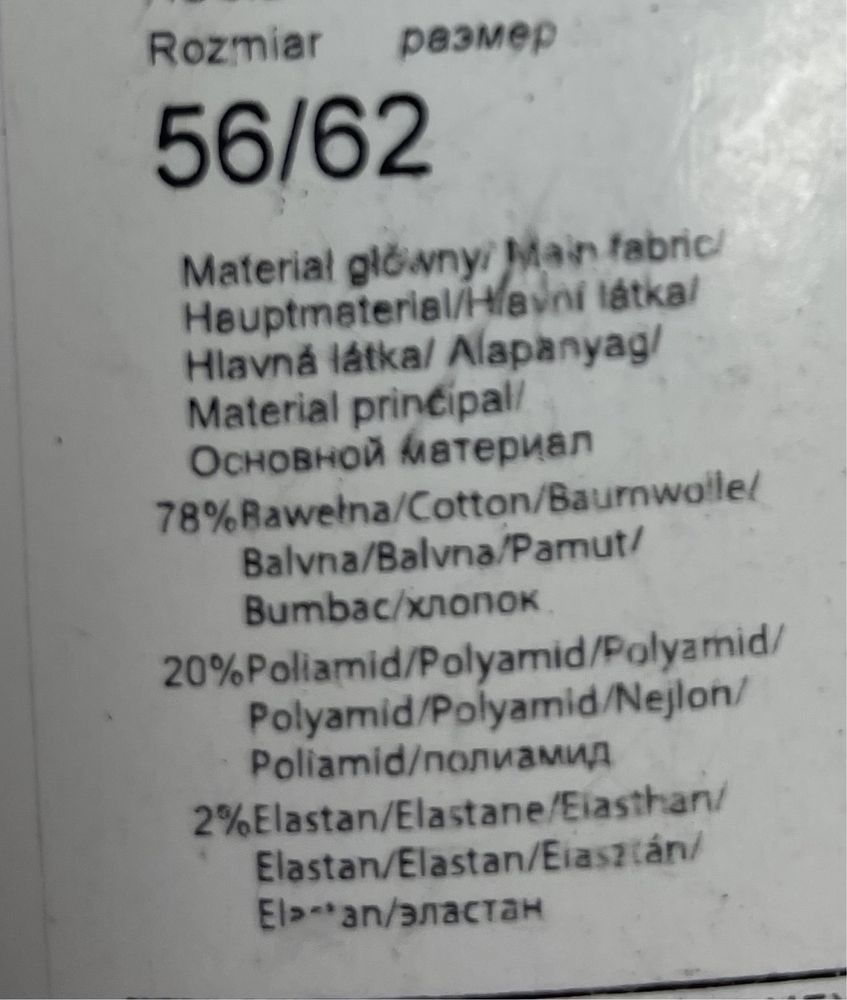 Rozmiar размер
56/62
Materiał główny/ Main fabric/
Hauptmaterial/Hlavní látka/
Hlavná látka/ Alapanyag/
Material principal/
Основной материал
78%Bawełna/Cotton/Baumwolle/
Balvna/Balvna/Pamut/
Bumbac/хлопок
20%Poliamid/Polyamid/Polyamid/
Polyamid/Polyamid/Nejlon/
Poliamid/полиамид
2%Elastan/Elastane/Elasthan/
Elastan/Elastan/Elasztán/
Elastan/эластан